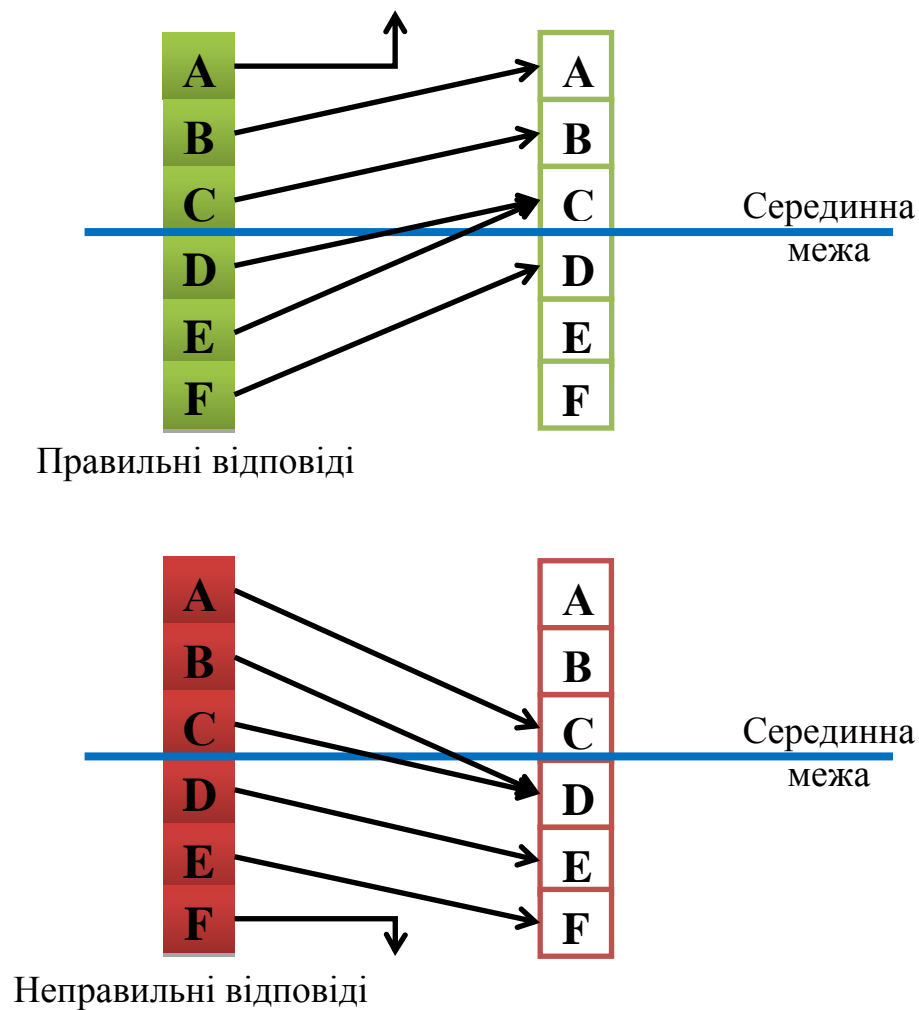 A A
B B
C C
Серединна
межа
D D
E E
F F
Правильні відповіді
A A
B B
C C
Серединна
межа
D D
E E
F F
Неправильні відповіді